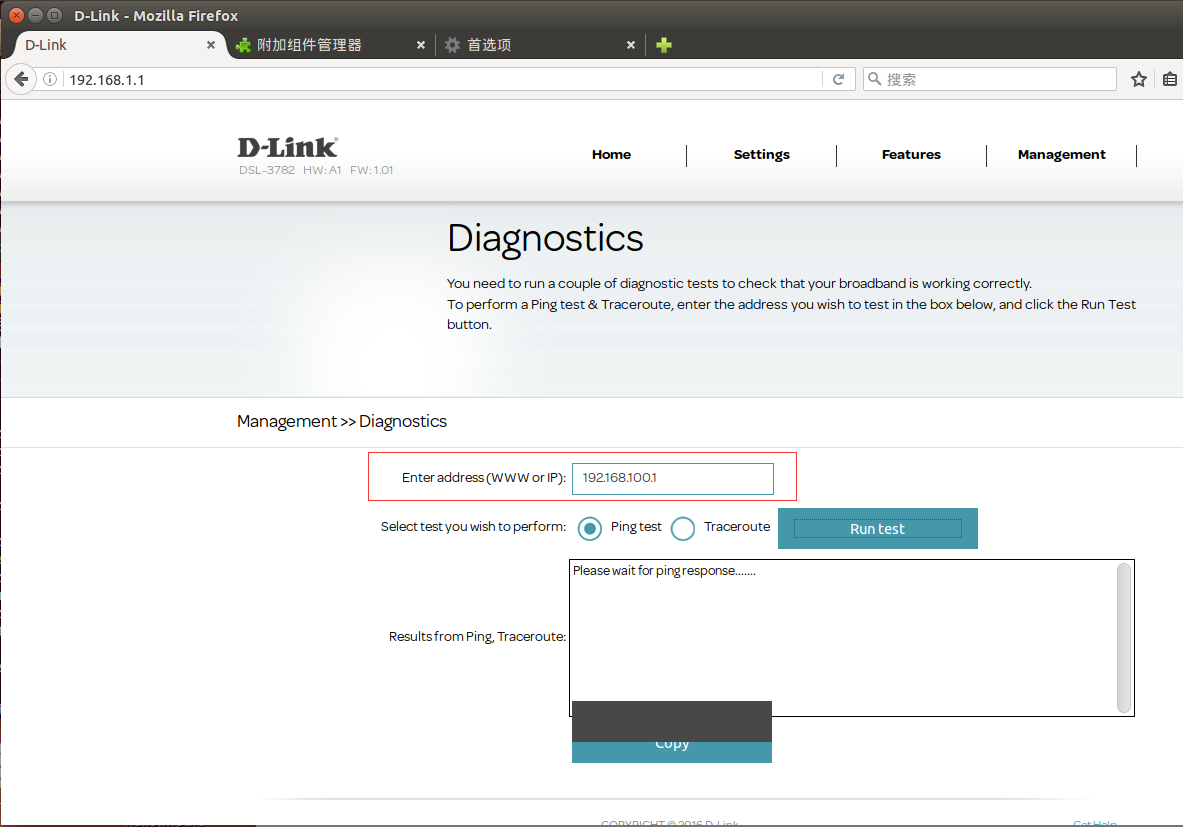 D-Link - Mozilla Firefox
D-Link
附加组件管理器
首选项
192.168.1.1
搜索
D-Link
DSL-3782 HW: A1 FW: 1.01
Home
Settings
Features
Management
Diagnostics
You need to run a couple of diagnostic tests to check that your broadband is working correctly.
To perform a Ping test & Traceroute, enter the address you wish to test in the box below, and click the Run Test
button.
Management >> Diagnostics
Enter address (WWW or IP): 192.168.100.1
Select test you wish to perform: Ping test Traceroute Run test
Please wait for ping response.......
Results from Ping, Traceroute:
Copy
COPYRIGHT © 2016 D-Link
Get Help